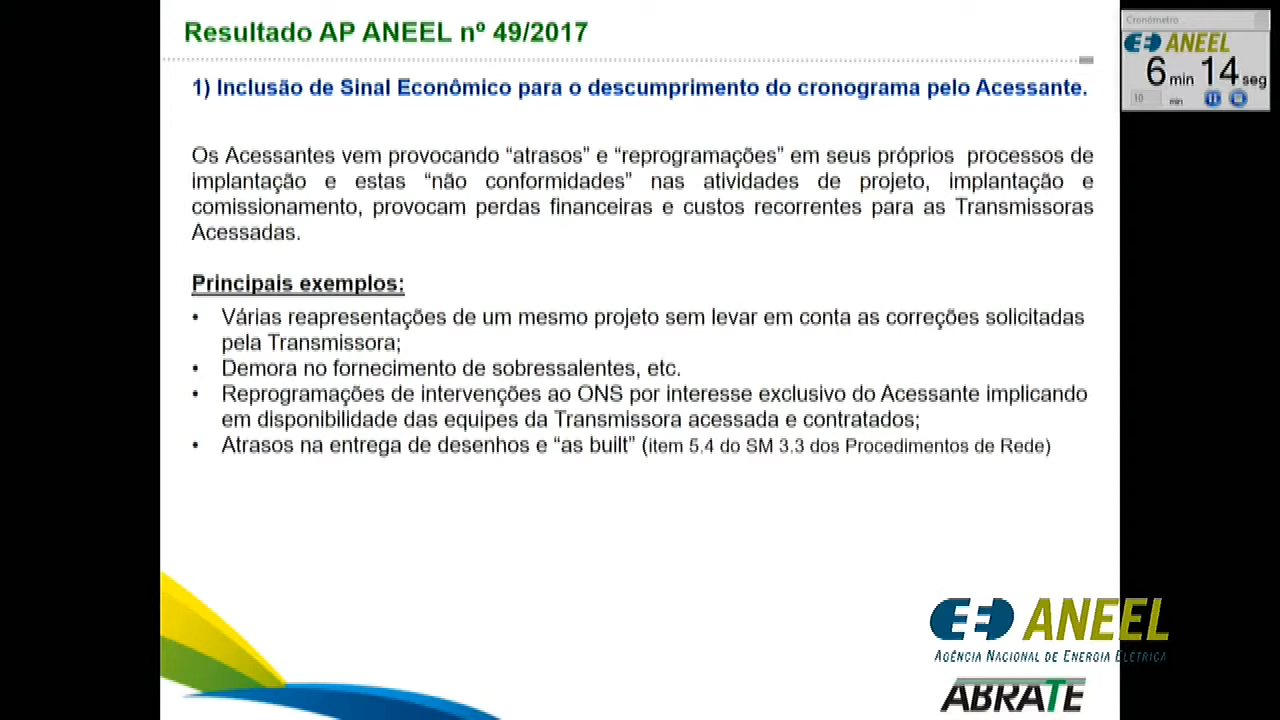 Resultado AP ANEEL nº 49/2017
1) Inclusão de Sinal Econômico para o descumprimento do cronograma pelo Acessante.
Os Acessantes vem provocando “atrasos” e “reprogramações” em seus próprios processos de
implantação e estas “não conformidades” nas atividades de projeto, implantação e
comissionamento, provocam perdas financeiras e custos recorrentes para as Transmissoras
Acessadas.
Principais exemplos:
• Várias reapresentações de um mesmo projeto sem levar em conta as correções solicitadas
pela Transmissora;
• Demora no fornecimento de sobressalentes, etc.
• Reprogramações de intervenções ao ONS por interesse exclusivo do Acessante implicando
em disponibilidade das equipes da Transmissora acessada e contratados;
• Atrasos na entrega de desenhos e “as built” (item 5.4 do SM 3.3 dos Procedimentos de Rede)
Cronômetro
ANEEL
6 min 14 seg
10 min
ANEEL
AGÊNCIA NACIONAL DE ENERGIA ELÉTRICA
ABRATE